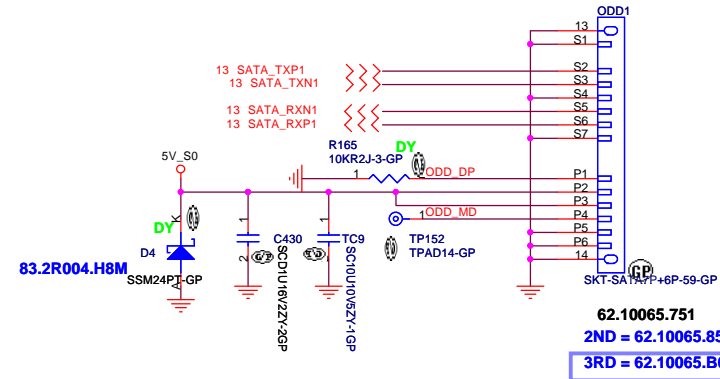 ODD1
13
S1
13 SATA_TXP1
S2
13 SATA_TXN1
S3
S4
13 SATA_RXN1
S5
13 SATA_RXP1
S6
S7
R165
DY
10KR2J-3-GP
5V_S0
1 2 ODD_DP
P1
P2
P3
1 ODD_MD
P4
DY
K
1
1
P5
D4
C430
TC9
TP152
P6
2
2
TPAD14-GP
14
83.2R004.H8M
SSM24PT-GP
A
SCD1U16V2ZY-2GP
SC10U10V5ZY-1GP
GP
SKT-SATA7P+6P-59-GP
62.10065.751
2ND = 62.10065.85
3RD = 62.10065.B